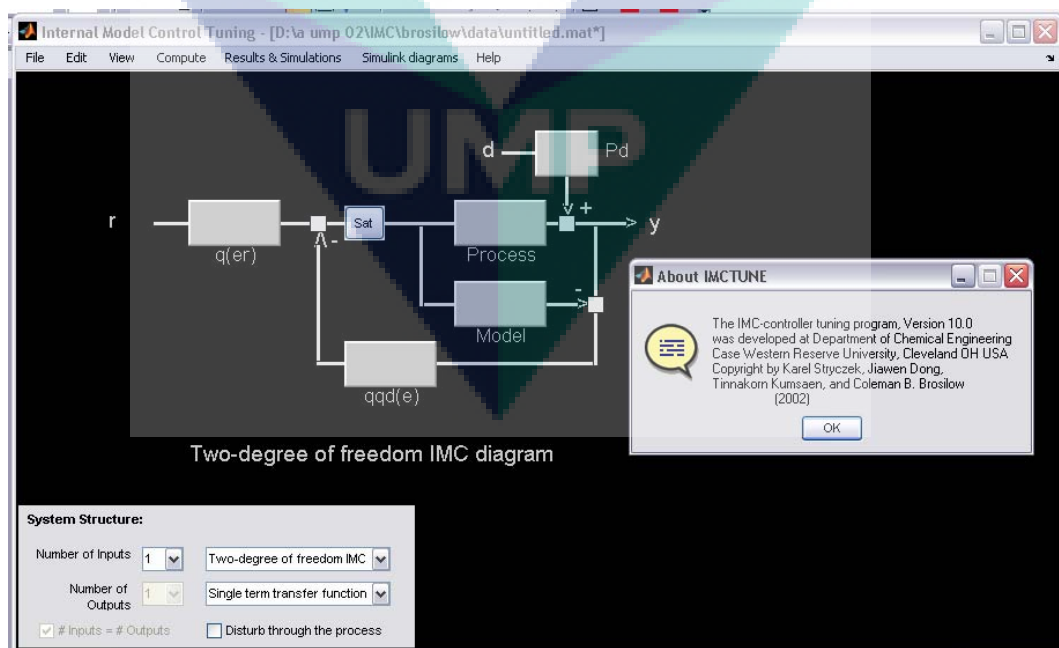 Internal Model Control Tuning - [D:\a ump 02\IMC\brosilow\data\untitled.mat*]
File Edit View Compute Results & Simulations Simulink diagrams Help
UMP
d
Pd
r
Sat
+
y
q(er)
-
Process
-
Model
qqd(e)
Two-degree of freedom IMC diagram
About IMCTUNE
The IMC-controller tuning program, Version 10.0
was developed at Department of Chemical Engineering
Case Western Reserve University, Cleveland OH USA
Copyright by Karel Stryczek, Jiawen Dong,
Tinnakorn Kumsaen, and Coleman B. Brosilow
(2002)
OK
System Structure:
Number of Inputs 1 Two-degree of freedom IMC
Number of Outputs 1 Single term transfer function
# Inputs = # Outputs Disturb through the process